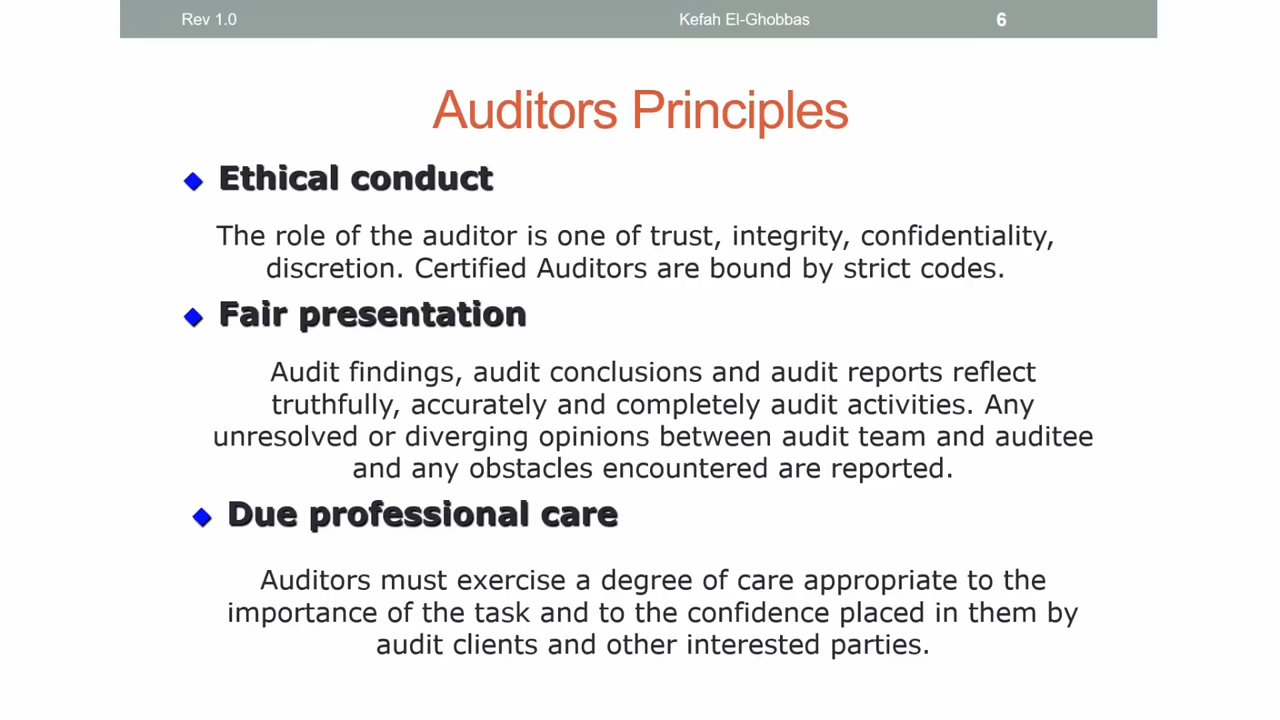 Rev 1.0
Kefah El-Ghobbas
6
Auditors Principles
Ethical conduct
The role of the auditor is one of trust, integrity, confidentiality,
discretion. Certified Auditors are bound by strict codes.
Fair presentation
Audit findings, audit conclusions and audit reports reflect
truthfully, accurately and completely audit activities. Any
unresolved or diverging opinions between audit team and auditee
and any obstacles encountered are reported.
Due professional care
Auditors must exercise a degree of care appropriate to the
importance of the task and to the confidence placed in them by
audit clients and other interested parties.